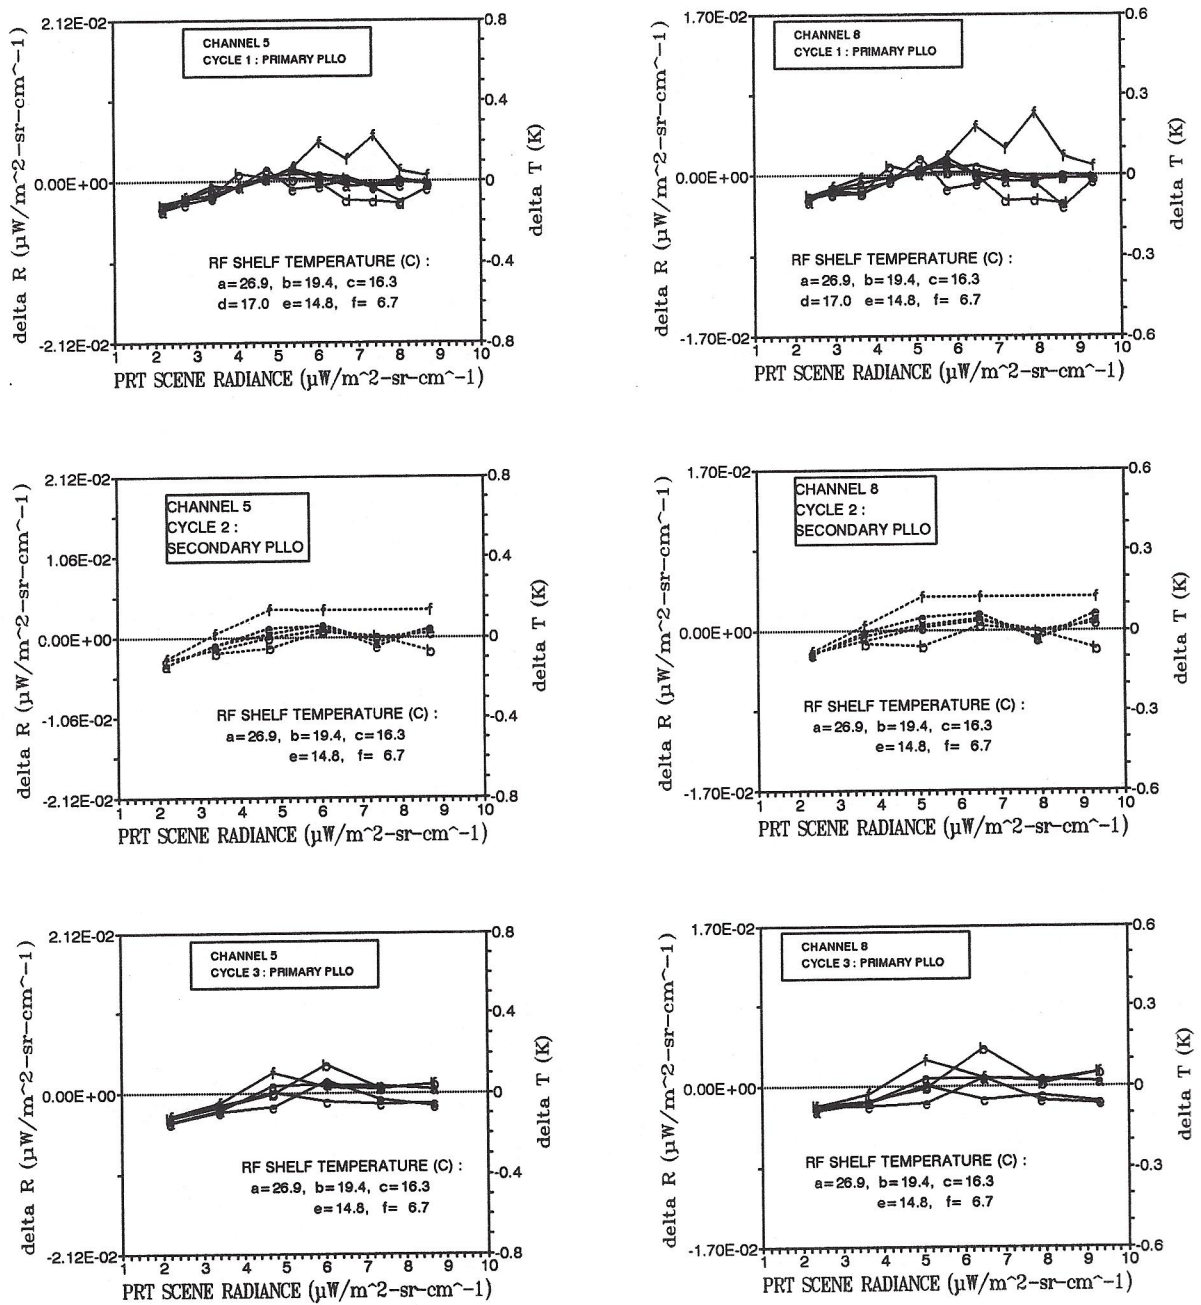 delta R (µW/m^2-sr-cm^-1)
2.12E-02
0.00E+00
-2.12E-02
CHANNEL 5
CYCLE 1 : PRIMARY PLLO
RF SHELF TEMPERATURE (C) :
a=26.9, b=19.4, c=16.3
d=17.0 e=14.8, f= 6.7
0.8
0.4
0
-0.4
-0.8
delta T (K)
1 2 3 4 5 6 7 8 9 10
PRT SCENE RADIANCE (µW/m^2-sr-cm^-1)
delta R (µW/m^2-sr-cm^-1)
1.70E-02
0.00E+00
-1.70E-02
CHANNEL 8
CYCLE 1 : PRIMARY PLLO
RF SHELF TEMPERATURE (C) :
a=26.9, b=19.4, c=16.3
d=17.0 e=14.8, f= 6.7
0.6
0.3
0
-0.3
-0.6
delta T (K)
1 2 3 4 5 6 7 8 9 10
PRT SCENE RADIANCE (µW/m^2-sr-cm^-1)
delta R (µW/m^2-sr-cm^-1)
2.12E-02
1.06E-02
0.00E+00
-1.06E-02
-2.12E-02
CHANNEL 5
CYCLE 2 :
SECONDARY PLLO
RF SHELF TEMPERATURE (C) :
a=26.9, b=19.4, c=16.3
e=14.8, f= 6.7
0.8
0.4
0
-0.4
-0.8
delta T (K)
1 2 3 4 5 6 7 8 9 10
PRT SCENE RADIANCE (µW/m^2-sr-cm^-1)
delta R (µW/m^2-sr-cm^-1)
1.70E-02
0.00E+00
-1.70E-02
CHANNEL 8
CYCLE 2 :
SECONDARY PLLO
RF SHELF TEMPERATURE (C) :
a=26.9, b=19.4, c=16.3
e=14.8, f= 6.7
0.6
0.3
0
-0.3
-0.6
delta T (K)
1 2 3 4 5 6 7 8 9 10
PRT SCENE RADIANCE (µW/m^2-sr-cm^-1)
delta R (µW/m^2-sr-cm^-1)
2.12E-02
0.00E+00
-2.12E-02
CHANNEL 5
CYCLE 3 : PRIMARY PLLO
RF SHELF TEMPERATURE (C) :
a=26.9, b=19.4, c=16.3
e=14.8, f= 6.7
0.8
0.4
0
-0.4
-0.8
delta T (K)
1 2 3 4 5 6 7 8 9 10
PRT SCENE RADIANCE (µW/m^2-sr-cm^-1)
delta R (µW/m^2-sr-cm^-1)
1.70E-02
0.00E+00
-1.70E-02
CHANNEL 8
CYCLE 3 : PRIMARY PLLO
RF SHELF TEMPERATURE (C) :
a=26.9, b=19.4, c=16.3
e=14.8, f= 6.7
0.6
0.3
0
-0.3
-0.6
delta T (K)
1 2 3 4 5 6 7 8 9 10
PRT SCENE RADIANCE (µW/m^2-sr-cm^-1)